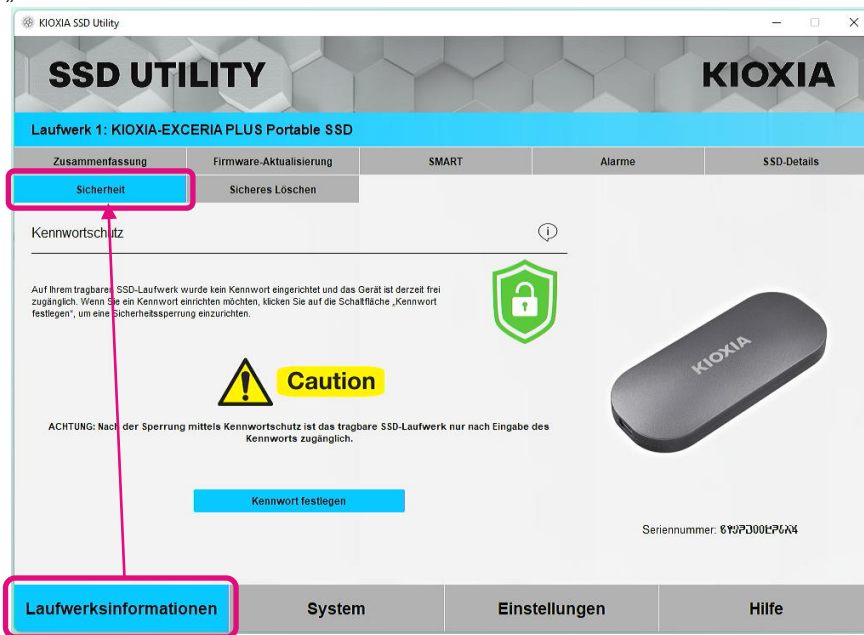 „
KIOXIA SSD Utility
SSD UTILITY
KIOXIA
Laufwerk 1: KIOXIA-EXCERIA PLUS Portable SSD
Zusammenfassung
Firmware-Aktualisierung
SMART
Alarme
SSD-Details
Sicherheit
Sicheres Löschen
Kennwortschutz
Auf Ihrem tragbaren SSD-Laufwerk wurde kein Kennwort eingerichtet und das Gerät ist derzeit frei
zugänglich. Wenn Sie ein Kennwort einrichten möchten, klicken Sie auf die Schaltfläche „Kennwort
festlegen“, um eine Sicherheitssperrung einzurichten.
Caution
ACHTUNG: Nach der Sperrung mittels Kennwortschutz ist das tragbare SSD-Laufwerk nur nach Eingabe des
Kennworts zugänglich.
Kennwort festlegen
KIOXIA
Seriennummer:
Laufwerksinformationen
System
Einstellungen
Hilfe